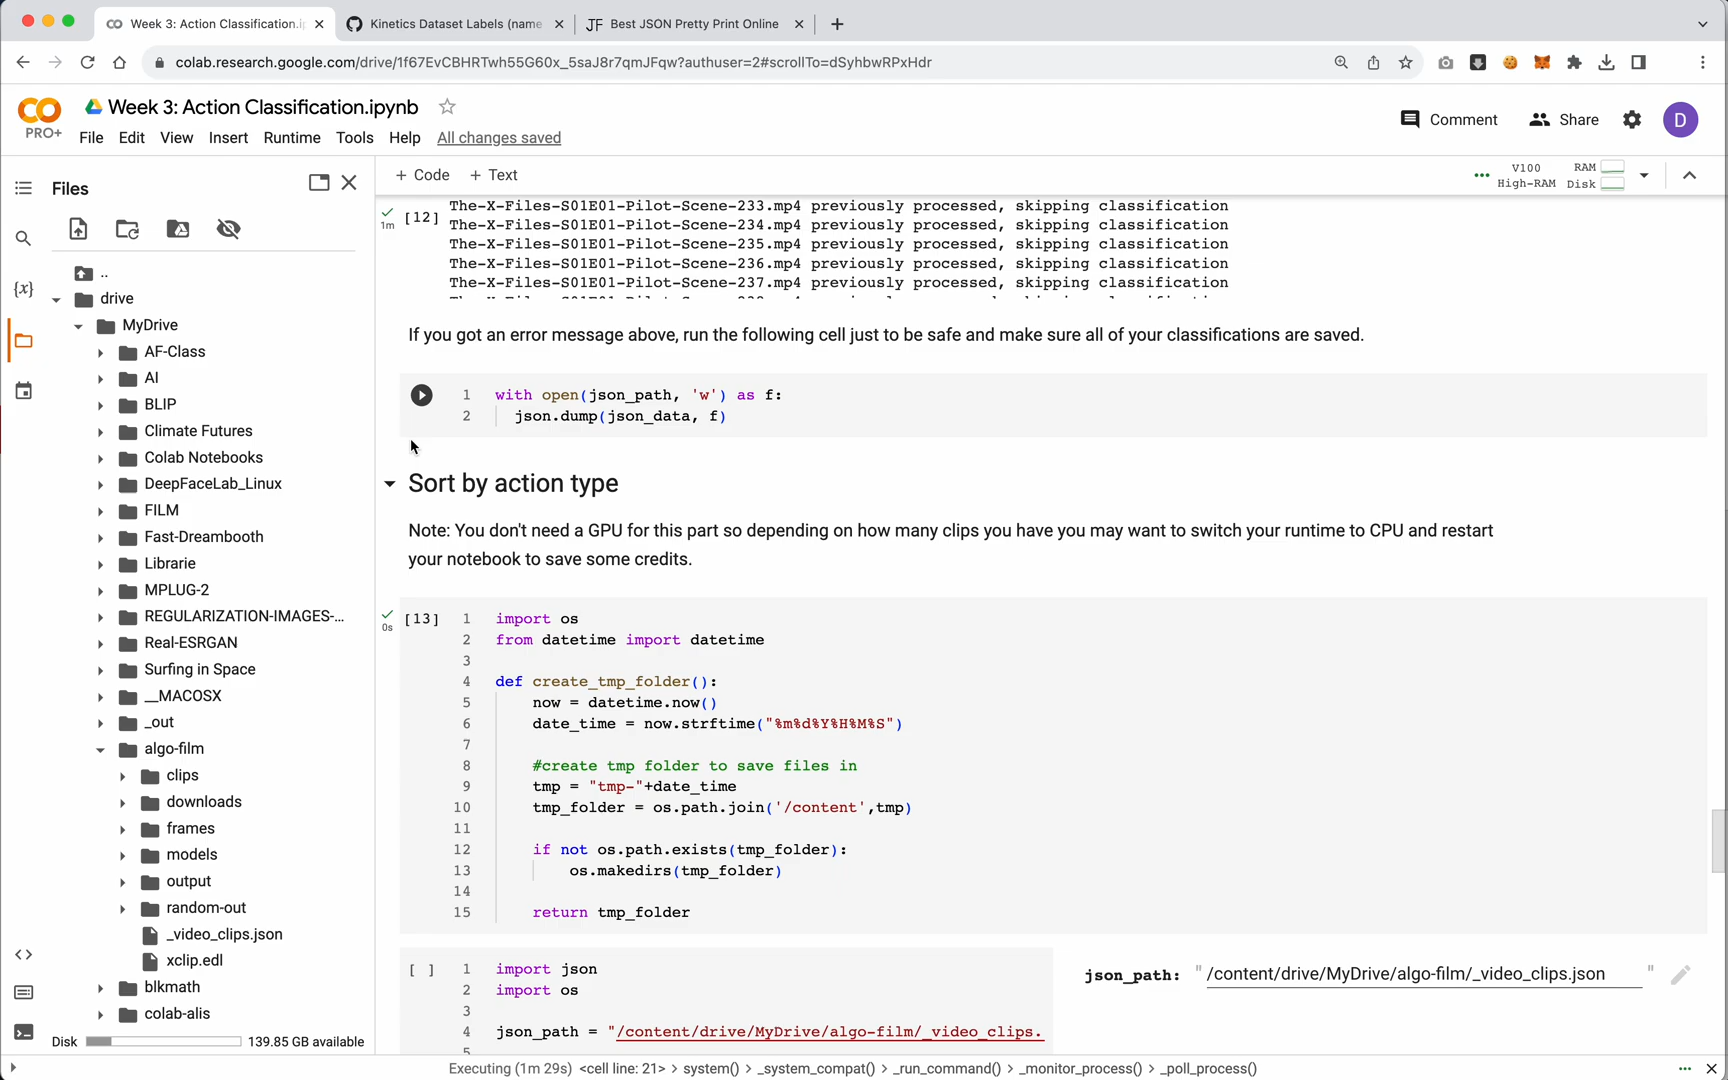 Week 3: Action Classification.ip
Kinetics Dataset Labels (name
Best JSON Pretty Print Online
colab.research.google.com/drive/1f67EvCBHRTwh55G60x_5saJ8r7qmJFqw?authuser=2#scrollTo=dSyhbwRPxHdr
PRO+
Week 3: Action Classification.ipynb
File Edit View Insert Runtime Tools Help All changes saved
Comment
Share
D
Files
+ Code + Text
V100
High-RAM
RAM
Disk
..
drive
MyDrive
AF-Class
AI
BLIP
Climate Futures
Colab Notebooks
DeepFaceLab_Linux
FILM
Fast-Dreambooth
Librarie
MPLUG-2
REGULARIZATION-IMAGES-...
Real-ESRGAN
Surfing in Space
__MACOSX
_out
algo-film
clips
downloads
frames
models
output
random-out
_video_clips.json
xclip.edl
blkmath
colab-alis
Disk 139.85 GB available
1m
[12]
The-X-Files-S01E01-Pilot-Scene-233.mp4 previously processed, skipping classification
The-X-Files-S01E01-Pilot-Scene-234.mp4 previously processed, skipping classification
The-X-Files-S01E01-Pilot-Scene-235.mp4 previously processed, skipping classification
The-X-Files-S01E01-Pilot-Scene-236.mp4 previously processed, skipping classification
The-X-Files-S01E01-Pilot-Scene-237.mp4 previously processed, skipping classification
If you got an error message above, run the following cell just to be safe and make sure all of your classifications are saved.
1 with open(json_path, 'w') as f:
2 json.dump(json_data, f)
Sort by action type
Note: You don't need a GPU for this part so depending on how many clips you have you may want to switch your runtime to CPU and restart
your notebook to save some credits.
0s
[13]
1 import os
2 from datetime import datetime
3
4 def create_tmp_folder():
5 now = datetime.now()
6 date_time = now.strftime("%m%d%Y%H%M%S")
7
8 #create tmp folder to save files in
9 tmp = "tmp-"+date_time
10 tmp_folder = os.path.join('/content',tmp)
11
12 if not os.path.exists(tmp_folder):
13 os.makedirs(tmp_folder)
14
15 return tmp_folder
[ ]
1 import json
2 import os
3
4 json_path = "/content/drive/MyDrive/algo-film/_video_clips.
5
json_path: "/content/drive/MyDrive/algo-film/_video_clips.json"
Executing (1m 29s) <cell line: 21> > system() > _system_compat() > _run_command() > _monitor_process() > _poll_process()